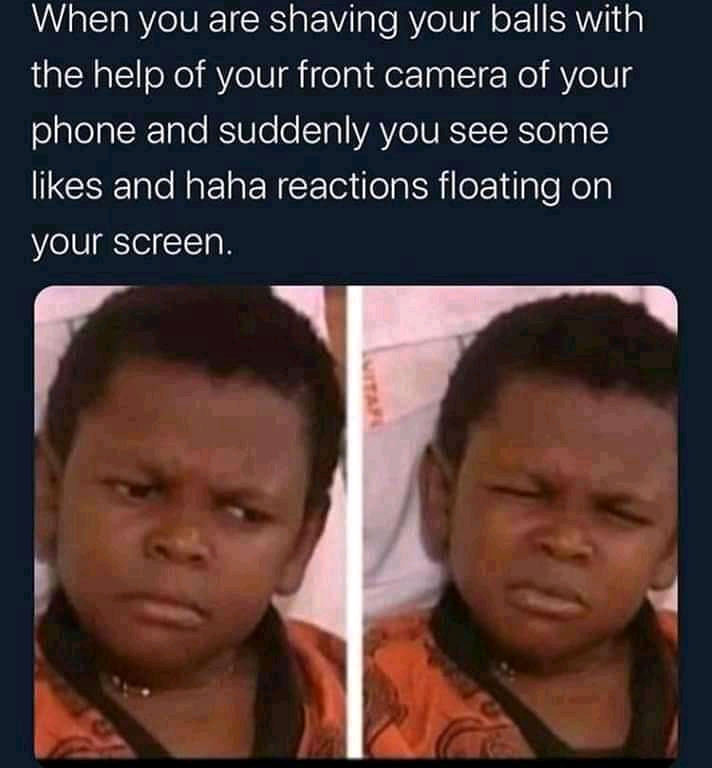 When you are shaving your balls with
the help of your front camera of your
phone and suddenly you see some
likes and haha reactions floating on
your screen.